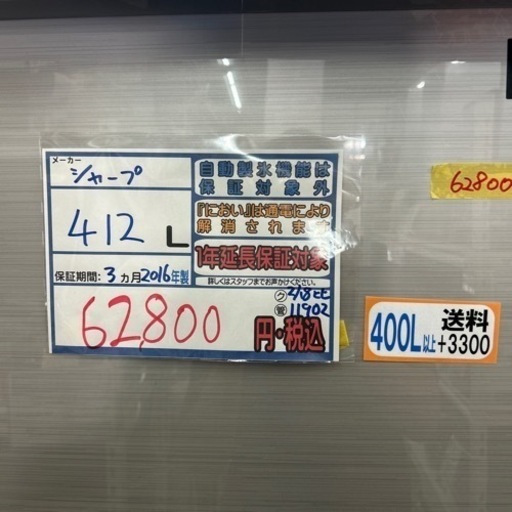 メーカー
シャープ
412 L
保証期間:3ヵ月2016年製
62800
円・税込
自動製氷機能は
保証対象外
『「におい」は通電により
解消されます
1年延長保証対象
詳しくはスタッフまでお声かけください。
管 11902
62800
400L以上
送料
+3300